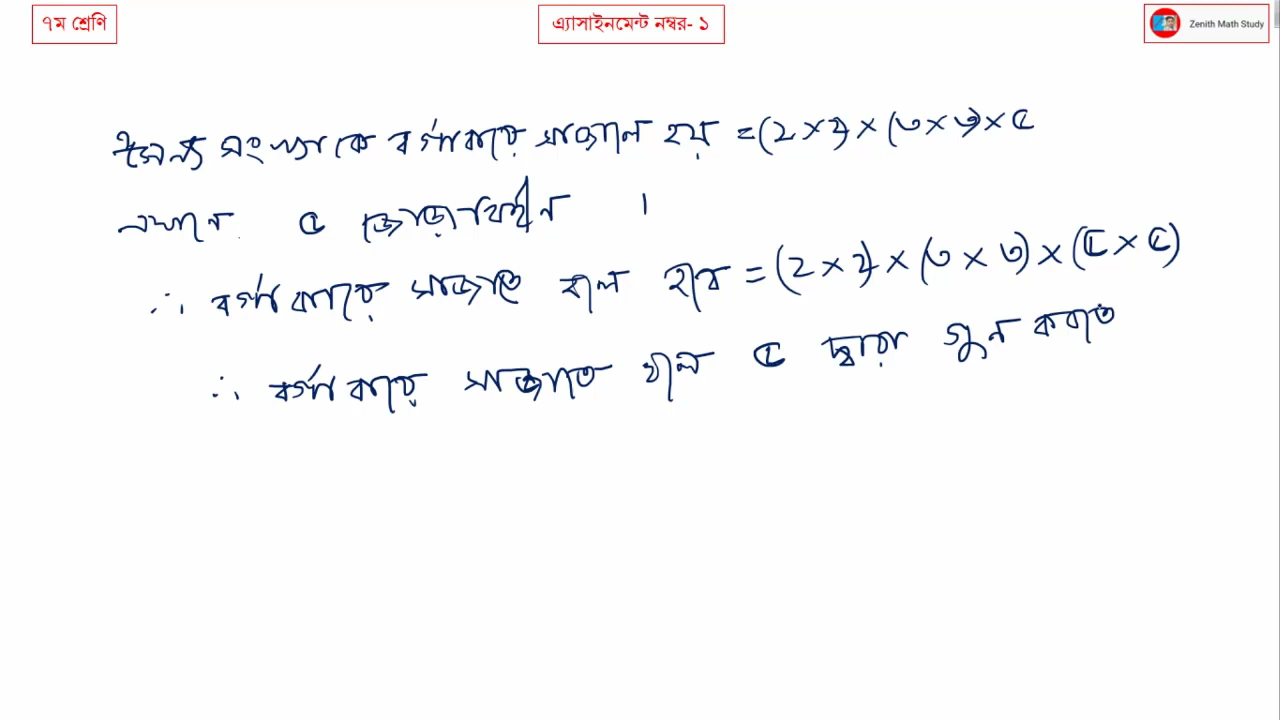 ৭ম শ্রেণি
এ্যাসাইনমেন্ট নম্বর- ১
Zenith Math Study
সৈন্য সংখ্যাকে বর্গাকারে সাজালে হয় = (২ × ২) × (৩ × ৩) × ৫
এখানে ৫ জোড়াবিহীন ।
∴ বর্গাকারে সাজাতে হলে হবে = (২ × ২) × (৩ × ৩) × (৫ × ৫)
∴ বর্গাকারে সাজাতে হলে ৫ দ্বারা গুন করতে